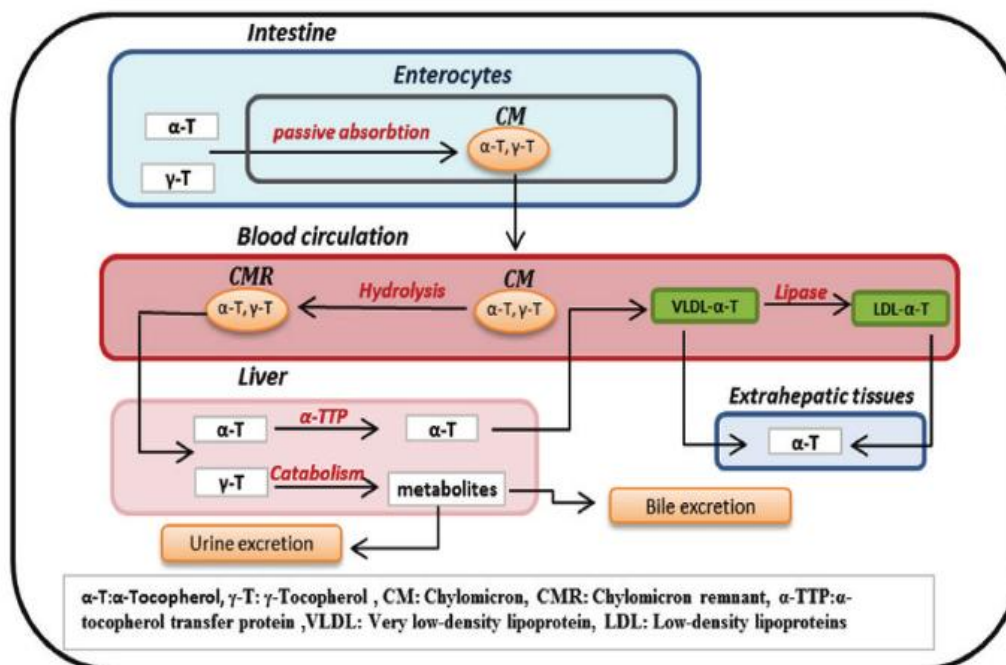 Intestine
Enterocytes
CM
α-T
passive absorbtion
α-T, γ-T
γ-T
Blood circulation
CMR
Hydrolysis
CM
Lipase
α-T, γ-T
α-T, γ-T
VLDL-α-T
LDL-α-T
Liver
Extrahepatic tissues
α-T
α-TTP
α-T
α-T
γ-T
Catabolism
metabolites
Bile excretion
Urine excretion
α-T:α-Tocopherol, γ-T: γ-Tocopherol , CM: Chylomicron, CMR: Chylomicron remnant, α-TTP:α-
tocopherol transfer protein ,VLDL: Very low-density lipoprotein, LDL: Low-density lipoproteins